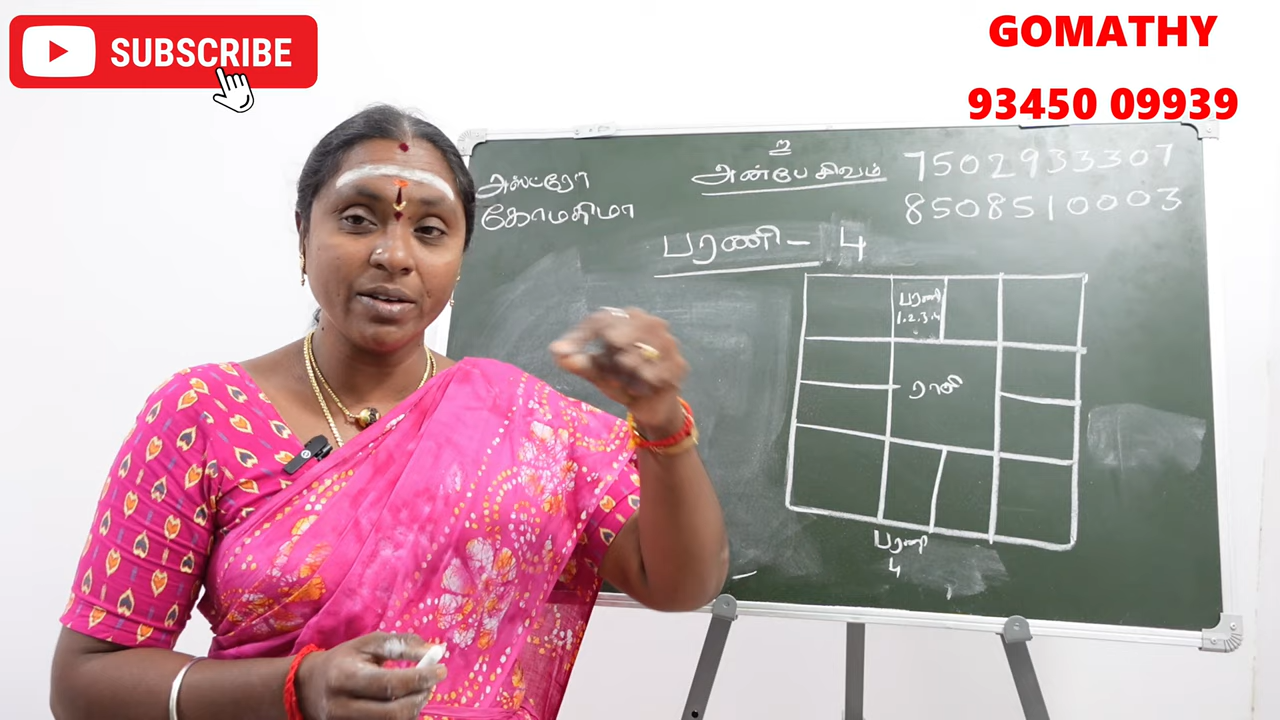 SUBSCRIBE
GOMATHY
93450 09939
அஸ்ட்ரோ
கோமதிமா
அன்பே சிவம்
7502933307
8508510003
பரணி - 4
பரணி
1.2.3.4
ராசி
பரணி
4